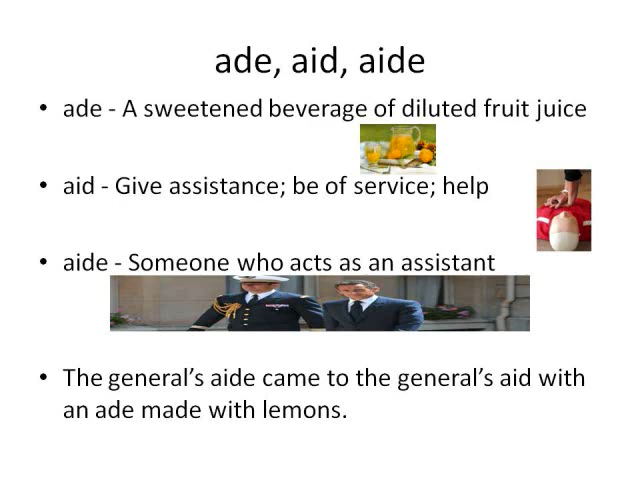 ade, aid, aide
• ade - A sweetened beverage of diluted fruit juice
• aid - Give assistance; be of service; help
• aide - Someone who acts as an assistant
• The general’s aide came to the general’s aid with
an ade made with lemons.